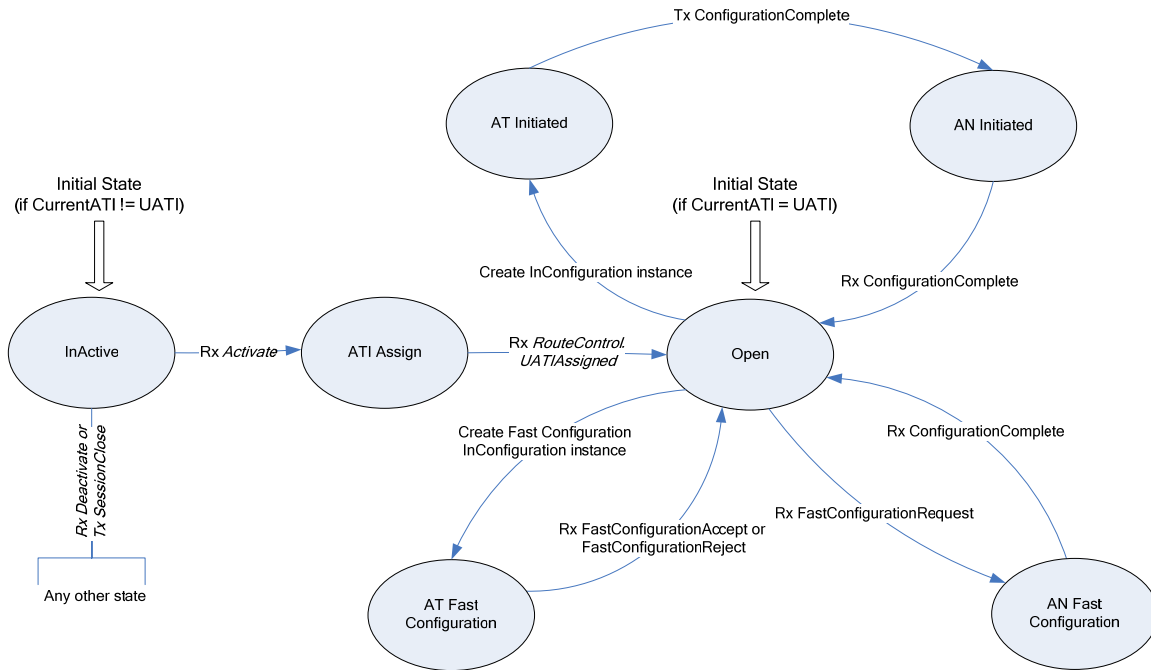 Tx ConfigurationComplete
AT Initiated
AN Initiated
Initial State
(if CurrentATI != UATI)
Initial State
(if CurrentATI = UATI)
Create InConfiguration instance
Rx ConfigurationComplete
InActive
Rx Activate
ATI Assign
Rx RouteControl.
UATIAssigned
Open
Rx Deactivate or
Tx SessionClose
Any other state
Create Fast Configuration
InConfiguration instance
Rx ConfigurationComplete
Rx FastConfigurationRequest
Rx FastConfigurationAccept or
FastConfigurationReject
AT Fast
Configuration
AN Fast
Configuration